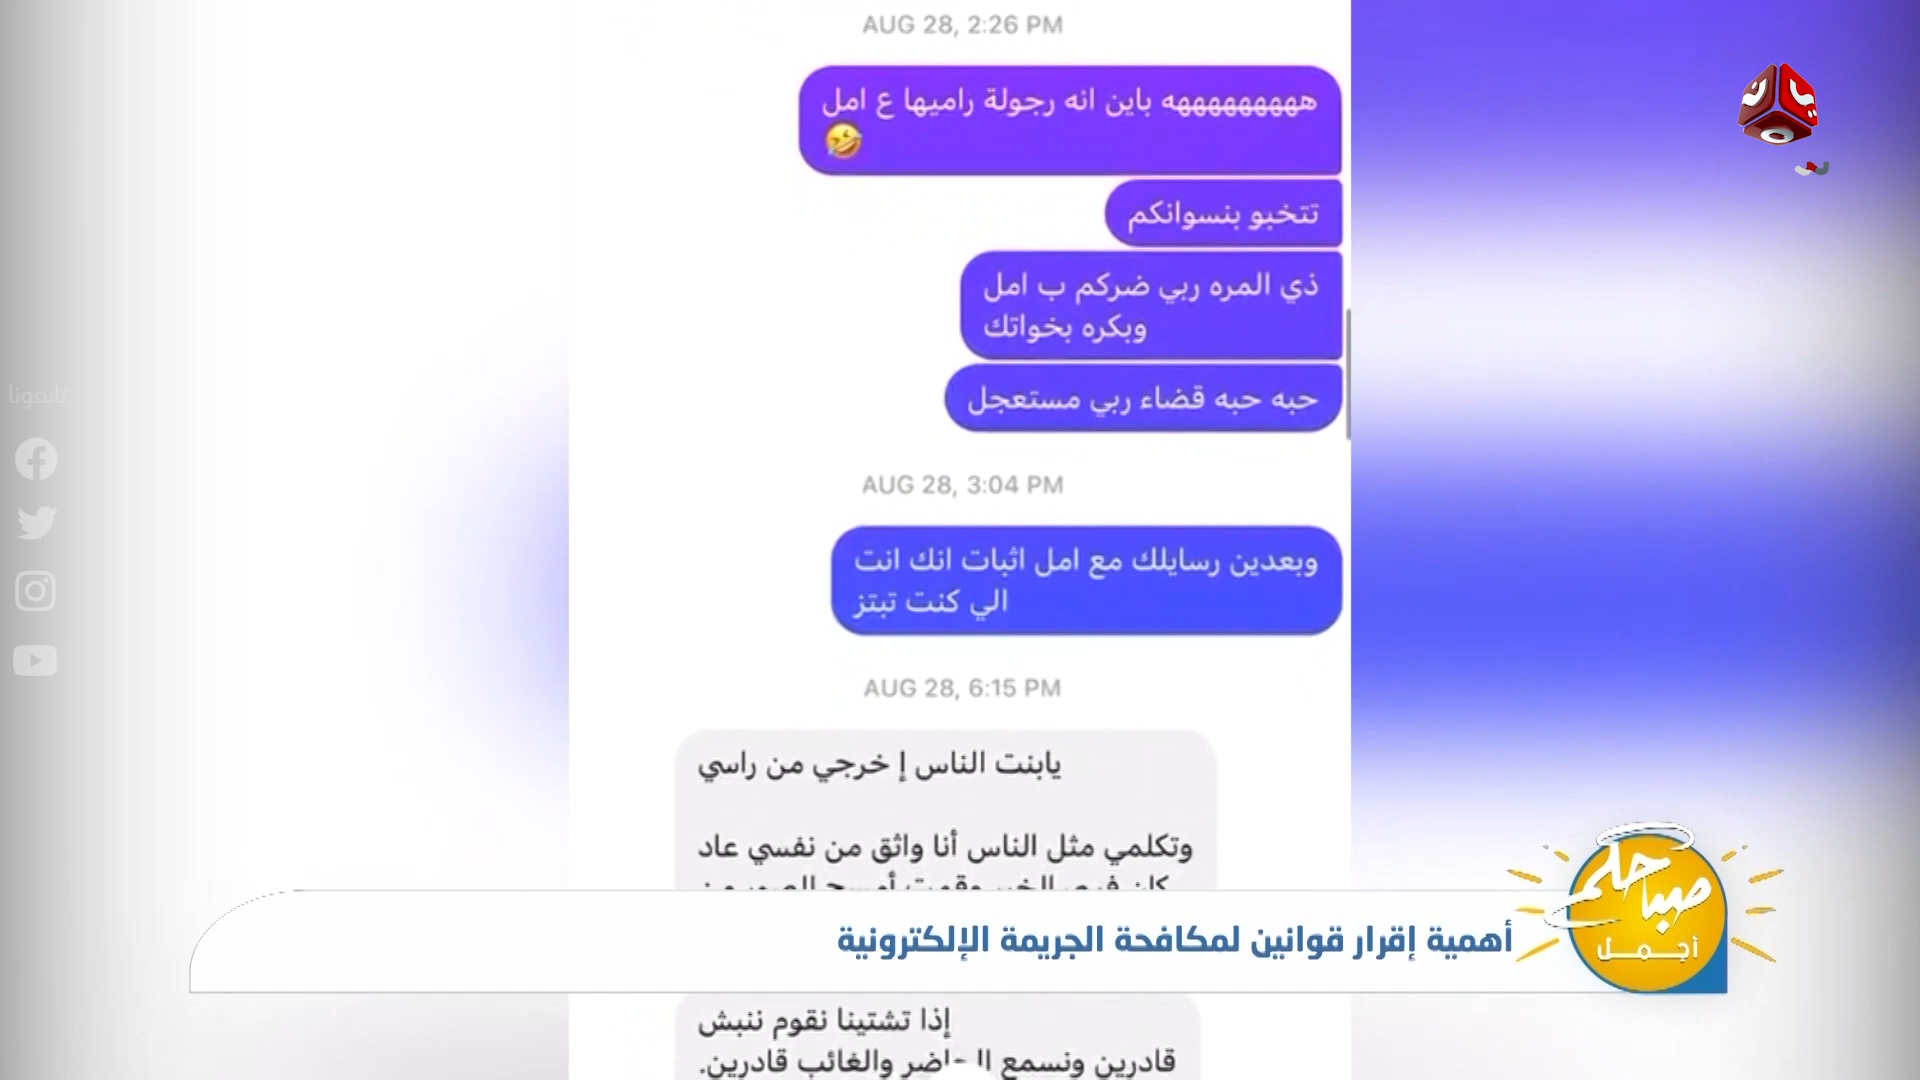 AUG 28, 2:26 PM
هههههههههههه باين انه رجولة راميها ع امل
🤣
تتخبو بنسوانكم
ذي المره ربي ضركم ب امل
وبكره بخواتك
حبه حبه قضاء ربي مستعجل
AUG 28, 3:04 PM
وبعدين رسايلك مع امل اثبات انك انت
الي كنت تبتز
AUG 28, 6:15 PM
يابنت الناس إ خرجي من راسي
وتكلمي مثل الناس أنا واثق من نفسي عاد
تابعونا
صباحكم
أجمل
أهمية إقرار قوانين لمكافحة الجريمة الإلكترونية
إذا تشتينا نقوم ننبش
قادرين ونسمع والغائب قادرين.